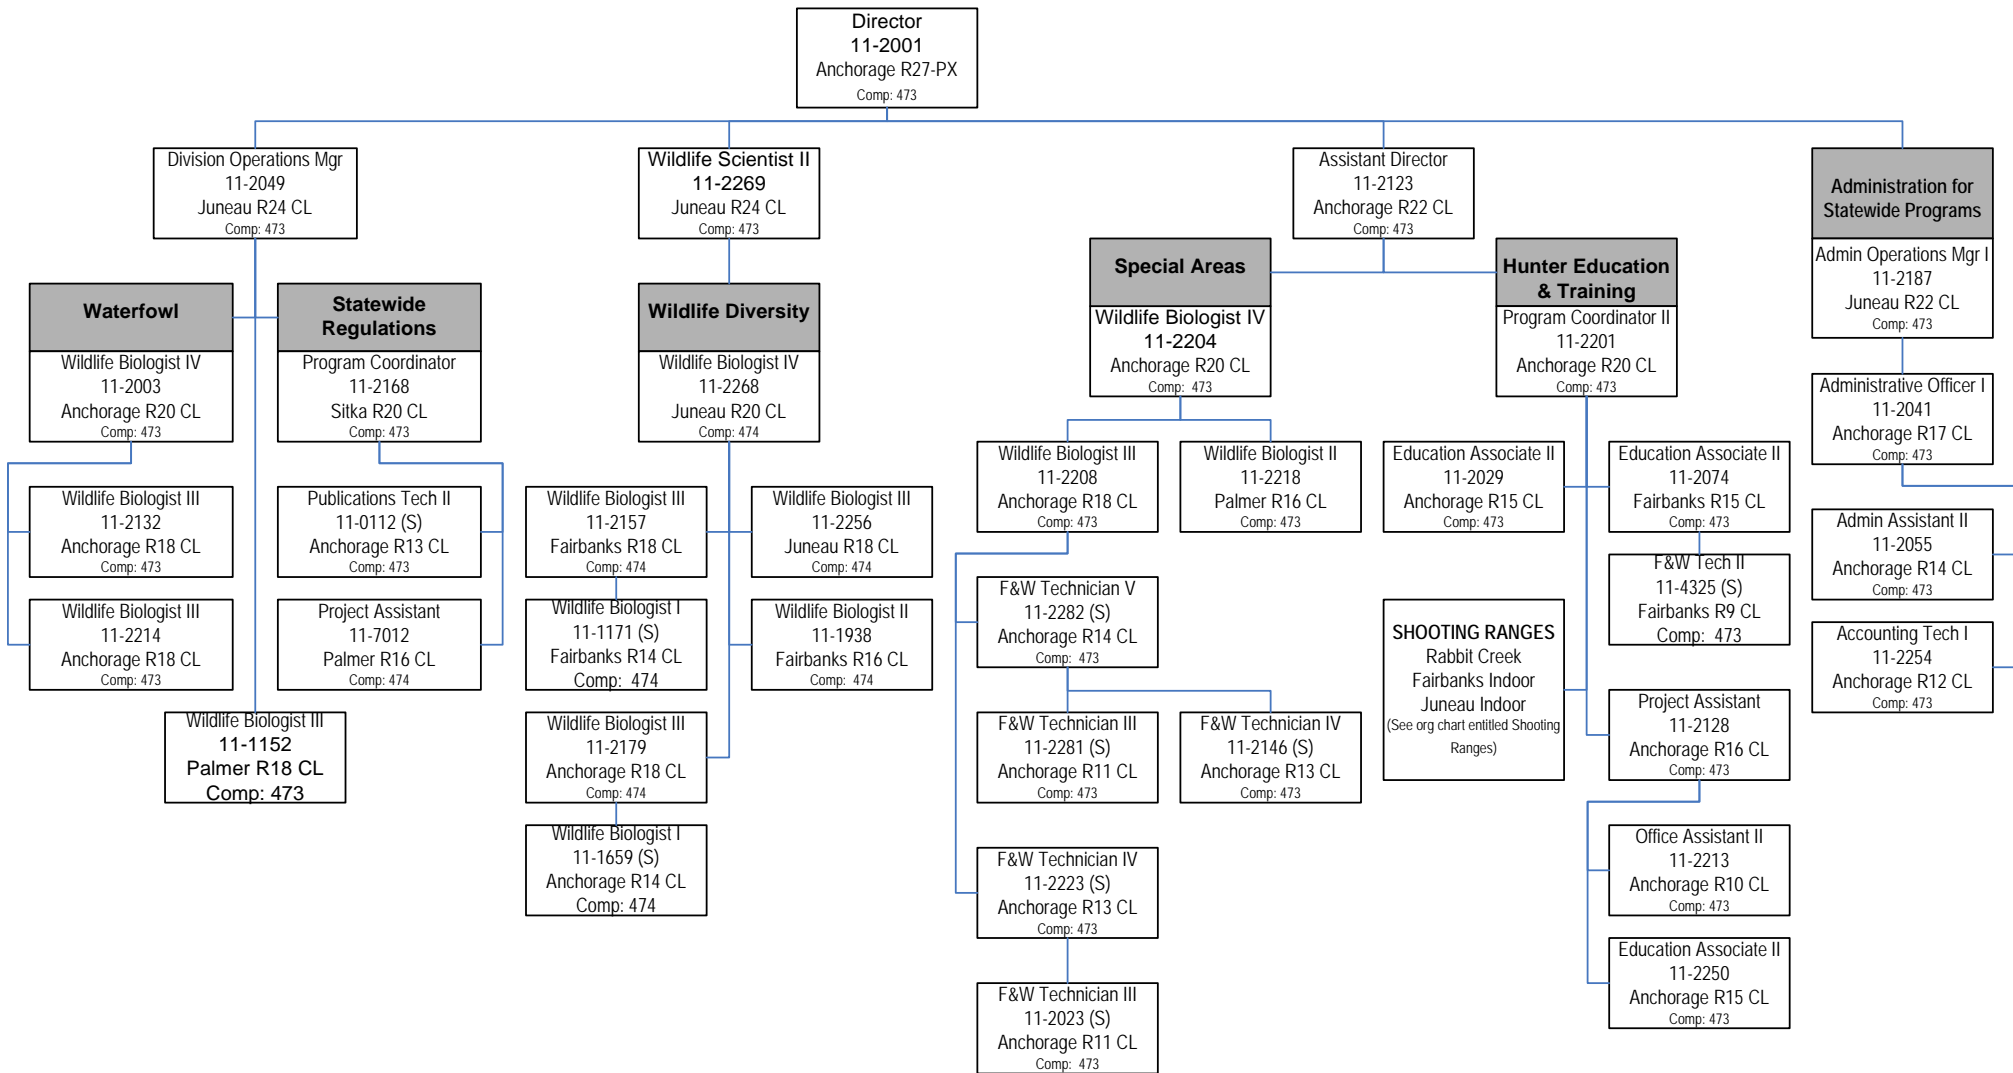 Director
11-2001
Anchorage R27-PX
Comp: 473
Division Operations Mgr
11-2049
Juneau R24 CL
Comp: 473
Wildlife Scientist II
11-2269
Juneau R24 CL
Comp: 473
Assistant Director
11-2123
Anchorage R22 CL
Comp: 473
Administration for
Statewide Programs
Admin Operations Mgr I
11-2187
Juneau R22 CL
Comp: 473
Waterfowl
Wildlife Biologist IV
11-2003
Anchorage R20 CL
Comp: 473
Statewide
Regulations
Program Coordinator
11-2168
Sitka R20 CL
Comp: 473
Wildlife Diversity
Wildlife Biologist IV
11-2268
Juneau R20 CL
Comp: 474
Special Areas
Wildlife Biologist IV
11-2204
Anchorage R20 CL
Comp: 473
Hunter Education
& Training
Program Coordinator II
11-2201
Anchorage R20 CL
Comp: 473
Administrative Officer I
11-2041
Anchorage R17 CL
Comp: 473
Wildlife Biologist III
11-2132
Anchorage R18 CL
Comp: 473
Publications Tech II
11-0112 (S)
Anchorage R13 CL
Comp: 473
Wildlife Biologist III
11-2157
Fairbanks R18 CL
Comp: 474
Wildlife Biologist III
11-2256
Juneau R18 CL
Comp: 474
Wildlife Biologist III
11-2208
Anchorage R18 CL
Comp: 473
Wildlife Biologist II
11-2218
Palmer R16 CL
Comp: 473
Education Associate II
11-2029
Anchorage R15 CL
Comp: 473
Education Associate II
11-2074
Fairbanks R15 CL
Comp: 473
Admin Assistant II
11-2055
Anchorage R14 CL
Comp: 473
Wildlife Biologist III
11-2214
Anchorage R18 CL
Comp: 473
Project Assistant
11-7012
Palmer R16 CL
Comp: 474
Wildlife Biologist I
11-1171 (S)
Fairbanks R14 CL
Comp: 474
Wildlife Biologist II
11-1938
Fairbanks R16 CL
Comp: 474
F&W Technician V
11-2282 (S)
Anchorage R14 CL
Comp: 473
SHOOTING RANGES
Rabbit Creek
Fairbanks Indoor
Juneau Indoor
(See org chart entitled Shooting
Ranges)
F&W Tech II
11-4325 (S)
Fairbanks R9 CL
Comp: 473
Accounting Tech I
11-2254
Anchorage R12 CL
Comp: 473
Wildlife Biologist III
11-1152
Palmer R18 CL
Comp: 473
Wildlife Biologist III
11-2179
Anchorage R18 CL
Comp: 474
F&W Technician III
11-2281 (S)
Anchorage R11 CL
Comp: 473
F&W Technician IV
11-2146 (S)
Anchorage R13 CL
Comp: 473
Project Assistant
11-2128
Anchorage R16 CL
Comp: 473
Wildlife Biologist I
11-1659 (S)
Anchorage R14 CL
Comp: 474
F&W Technician IV
11-2223 (S)
Anchorage R13 CL
Comp: 473
Office Assistant II
11-2213
Anchorage R10 CL
Comp: 473
F&W Technician III
11-2023 (S)
Anchorage R11 CL
Comp: 473
Education Associate II
11-2250
Anchorage R15 CL
Comp: 473